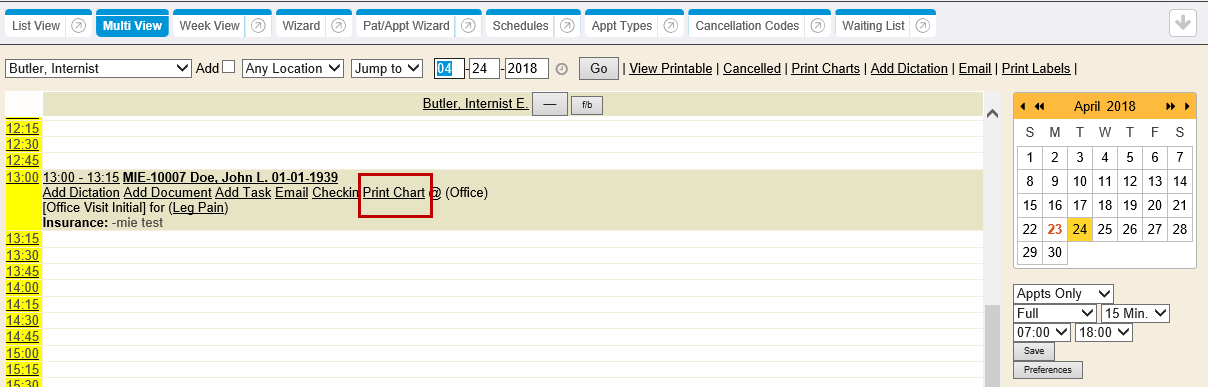 List View Multi View Week View Wizard Pat/Appt Wizard Schedules Appt Types Cancellation Codes Waiting List
Butler, Internist Add Any Location Jump to 04 - 24 - 2018 Go | View Printable | Cancelled | Print Charts | Add Dictation | Email | Print Labels |
Butler, Internist E. — f/b
12:15
12:30
12:45
13:00 13:00 - 13:15 MIE-10007 Doe, John L. 01-01-1939
Add Dictation Add Document Add Task Email Checkin Print Chart @ (Office)
[Office Visit Initial] for (Leg Pain)
Insurance: -mie test
13:15
13:30
13:45
14:00
14:15
14:30
14:45
15:00
15:15
15:30
April 2018
S M T W T F S
1 2 3 4 5 6 7
8 9 10 11 12 13 14
15 16 17 18 19 20 21
22 23 24 25 26 27 28
29 30
Appts Only
Full 15 Min.
07:00 18:00
Save
Preferences